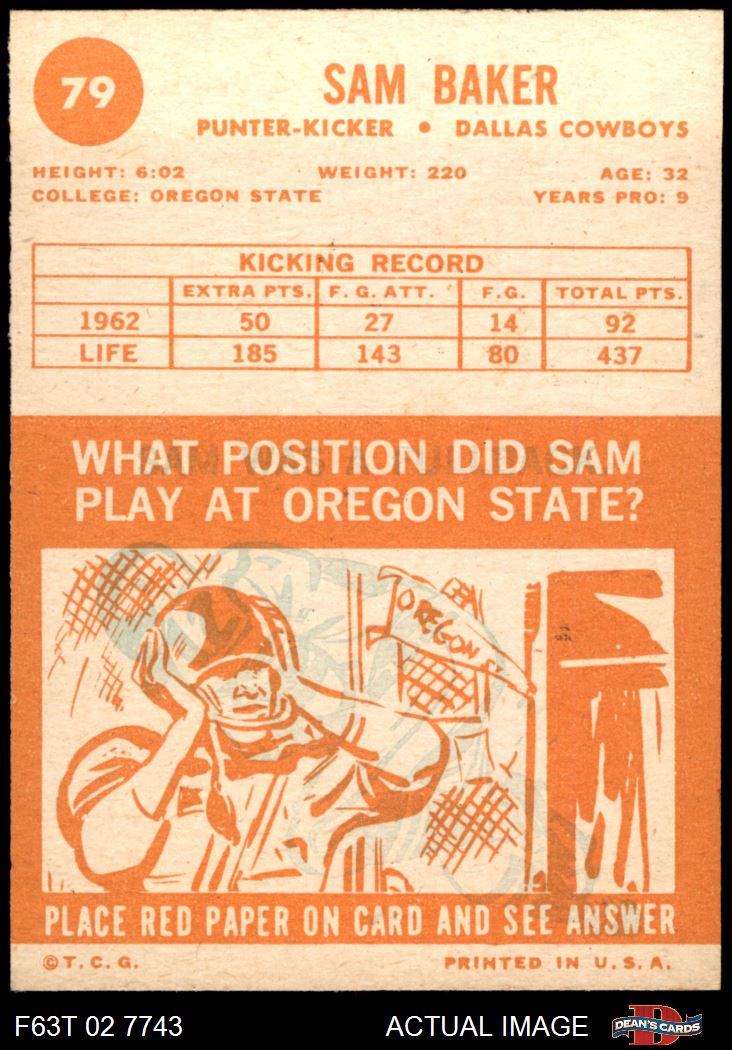 79
SAM BAKER
PUNTER-KICKER • DALLAS COWBOYS
HEIGHT: 6:02 WEIGHT: 220 AGE: 32
COLLEGE: OREGON STATE YEARS PRO: 9
KICKING RECORD
EXTRA PTS. F. G. ATT. F. G. TOTAL PTS.
1962 50 27 14 92
LIFE 185 143 80 437
WHAT POSITION DID SAM
PLAY AT OREGON STATE?
OREGON ST
PLACE RED PAPER ON CARD AND SEE ANSWER
© T. C. G. PRINTED IN U. S. A.
F63T 02 7743 ACTUAL IMAGE DEAN'S CARDS